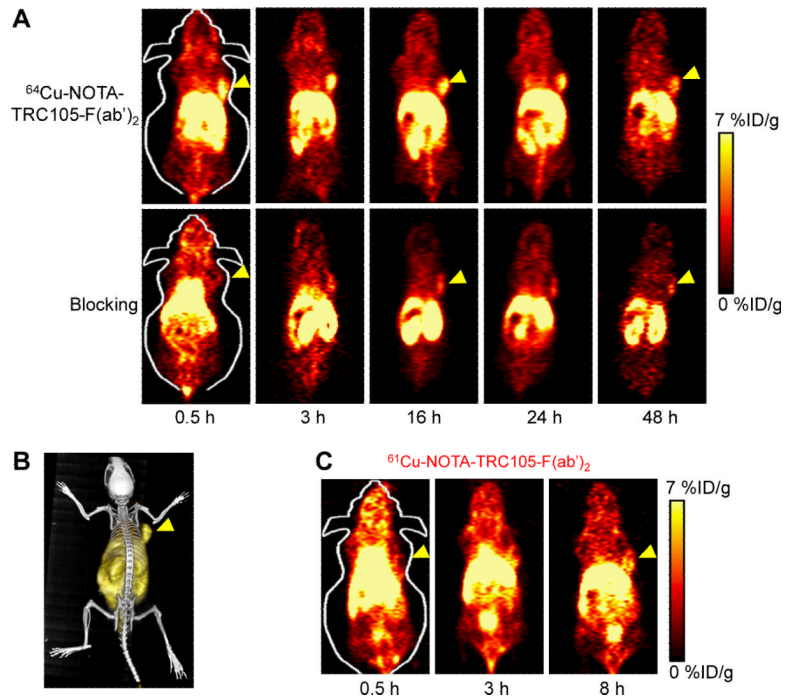 A
⁶⁴Cu-NOTA-
TRC105-F(ab')₂
7 %ID/g
0 %ID/g
Blocking
0.5 h 3 h 16 h 24 h 48 h
B
C
⁶¹Cu-NOTA-TRC105-F(ab')₂
7 %ID/g
0 %ID/g
0.5 h 3 h 8 h